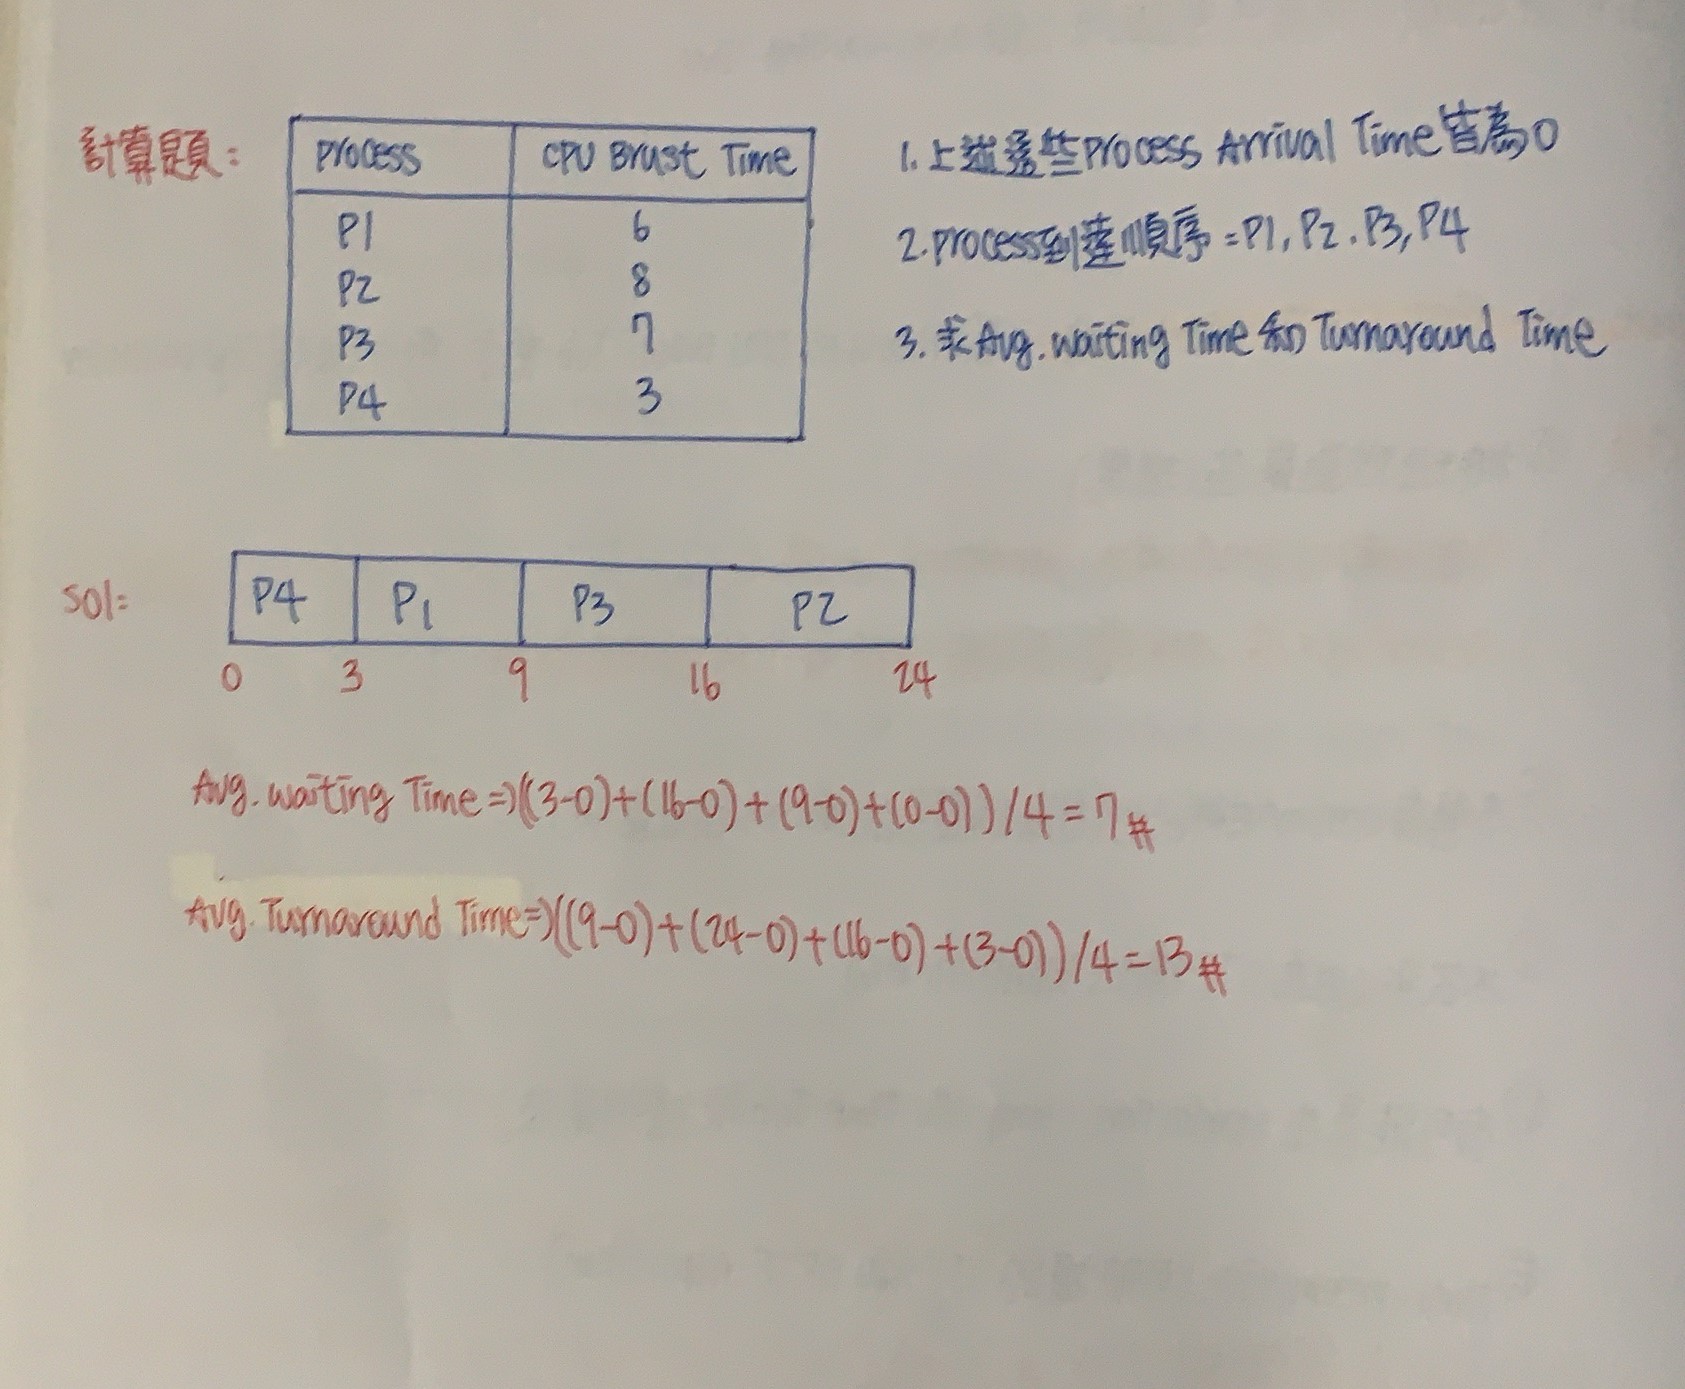 計算題:
Process CPU Brust Time
P1 6
P2 8
P3 7
P4 3
1.上述這些Process Arrival Time皆為0
2.Process到達順序=P1,P2.P3,P4
3.求Avg.waiting Time和Turnaround Time
sol=
P4 P1 P3 P2
0 3 9 16 24
Avg.waiting Time=>((3-0)+(16-0)+(9-0)+(0-0))/4=7#
Avg.Turnaround Time=>((9-0)+(24-0)+(16-0)+(3-0))/4=13#